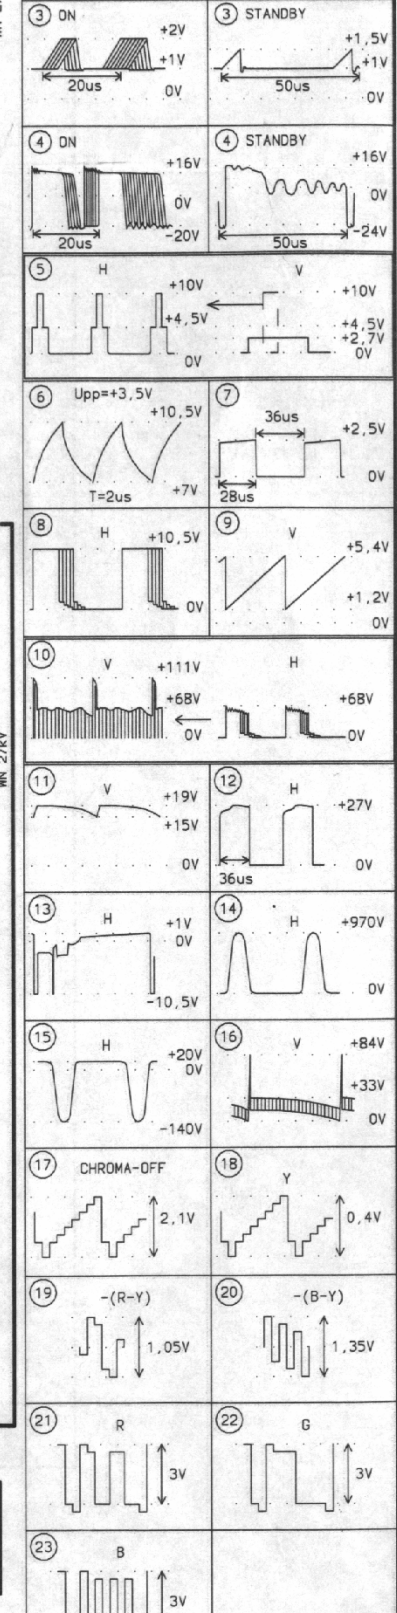 3 ON
+2V
+1V
20us
0V
3 STANDBY
+1,5V
+1V
50us
0V
4 ON
+16V
0V
20us
-20V
4 STANDBY
+16V
0V
50us
-24V
5 H V
+10V
+4,5V
0V
+10V
+4,5V
+2,7V
0V
6 Upp=+3,5V
+10,5V
T=2us
+7V
7
36us
+2,5V
0V
28us
8 H
+10,5V
0V
9 V
+5,4V
+1,2V
0V
10 V H
+111V
+68V
0V
+68V
0V
11 V
+19V
+15V
0V
12 H
+27V
0V
36us
13 H
+1V
0V
-10,5V
14 H
+970V
0V
15 H
+20V
0V
-140V
16 V
+84V
+33V
0V
17 CHROMA-OFF
2,1V
18 Y
0,4V
19 -(R-Y)
1,05V
20 -(B-Y)
1,35V
21 R
3V
22 G
3V
23 B
3V